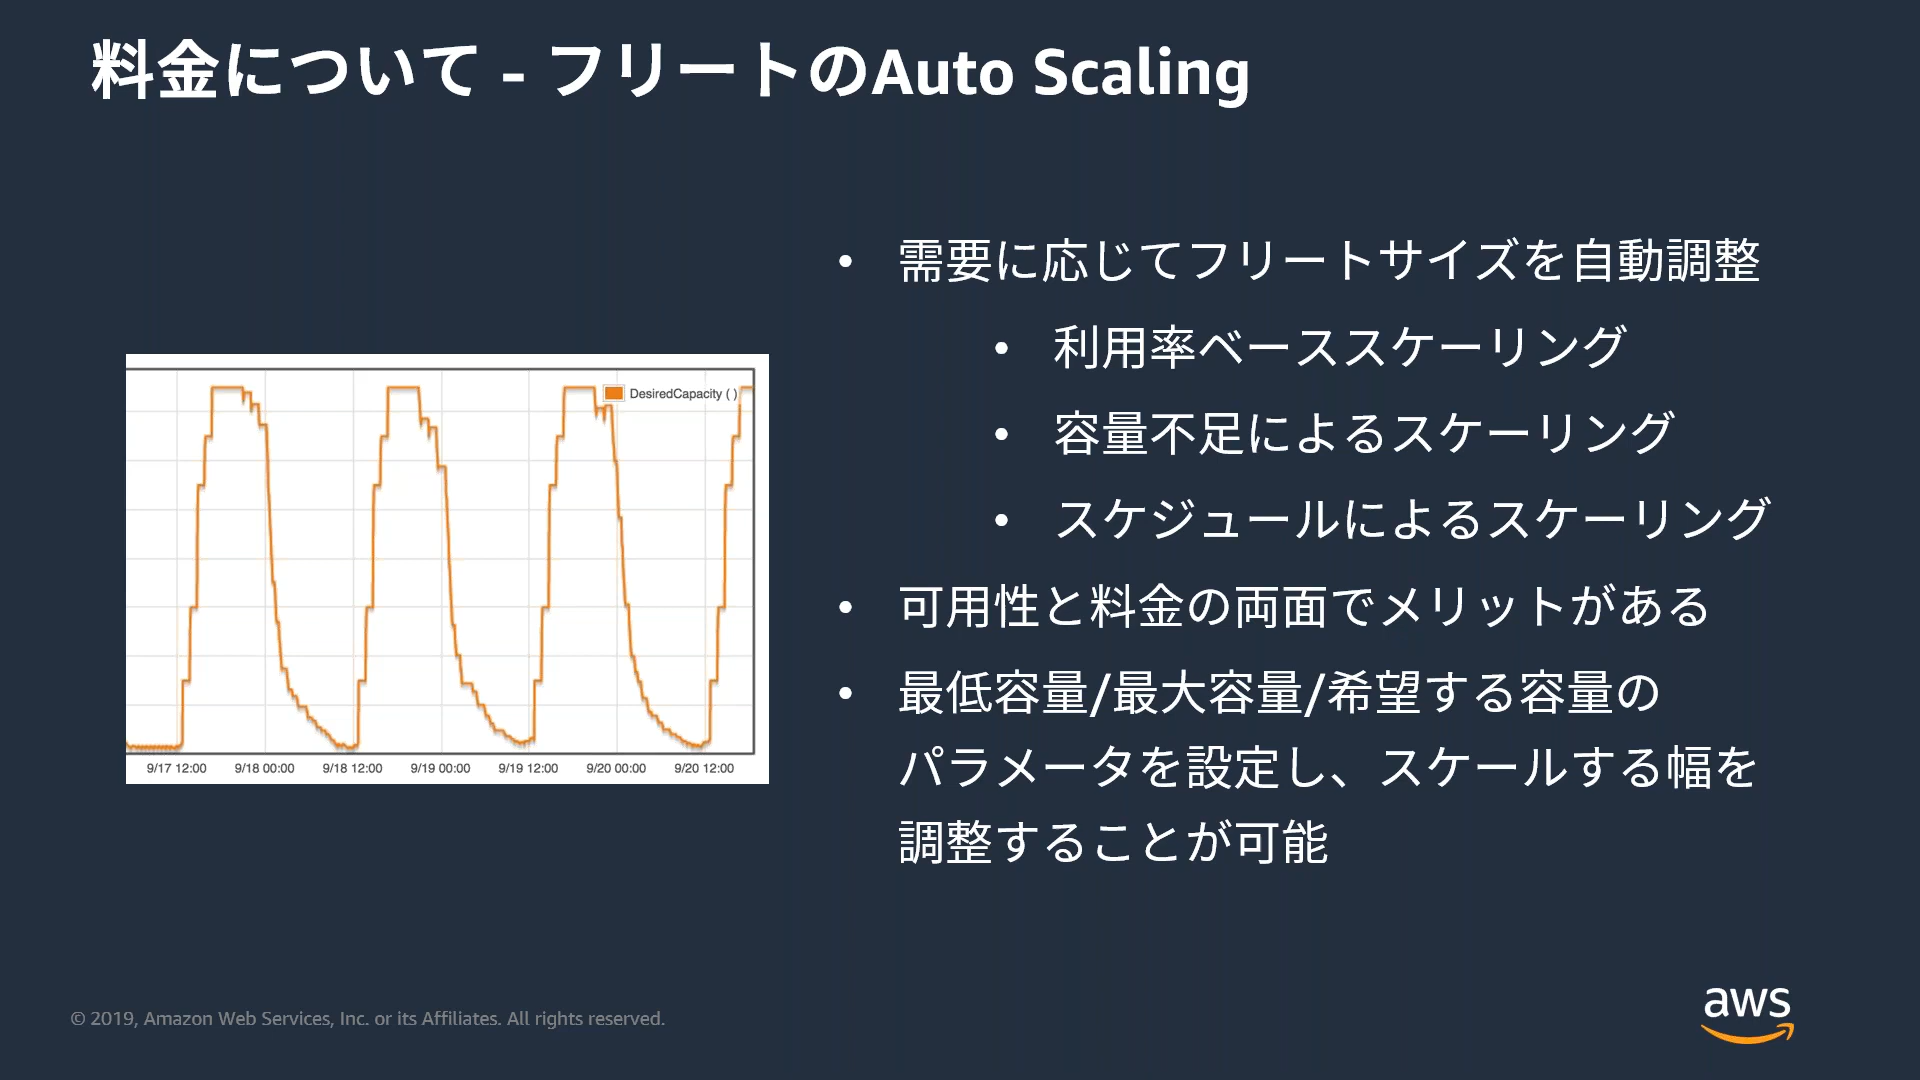 料金について - フリートのAuto Scaling
DesiredCapacity ( )
9/17 12:00 9/18 00:00 9/18 12:00 9/19 00:00 9/19 12:00 9/20 00:00 9/20 12:00
• 需要に応じてフリートサイズを自動調整
• 利用率ベーススケーリング
• 容量不足によるスケーリング
• スケジュールによるスケーリング
• 可用性と料金の両面でメリットがある
• 最低容量/最大容量/希望する容量の
パラメータを設定し、スケールする幅を
調整することが可能
© 2019, Amazon Web Services, Inc. or its Affiliates. All rights reserved.
aws